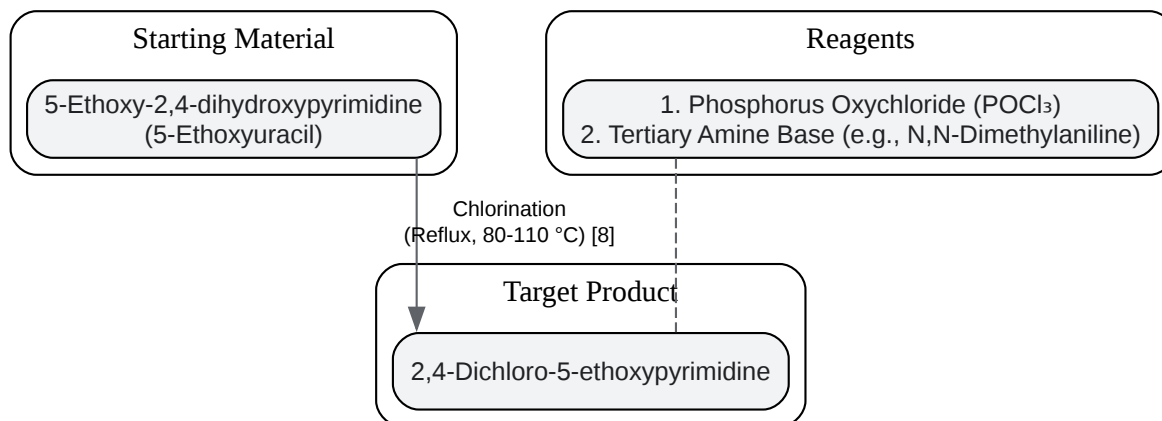 Starting Material
5-Ethoxy-2,4-dihydroxypyrimidine
(5-Ethoxyuracil)
Reagents
1. Phosphorus Oxychloride (POCl₃)
2. Tertiary Amine Base (e.g., N,N-Dimethylaniline)
Chlorination
(Reflux, 80-110 °C) [8]
Target Product
2,4-Dichloro-5-ethoxypyrimidine